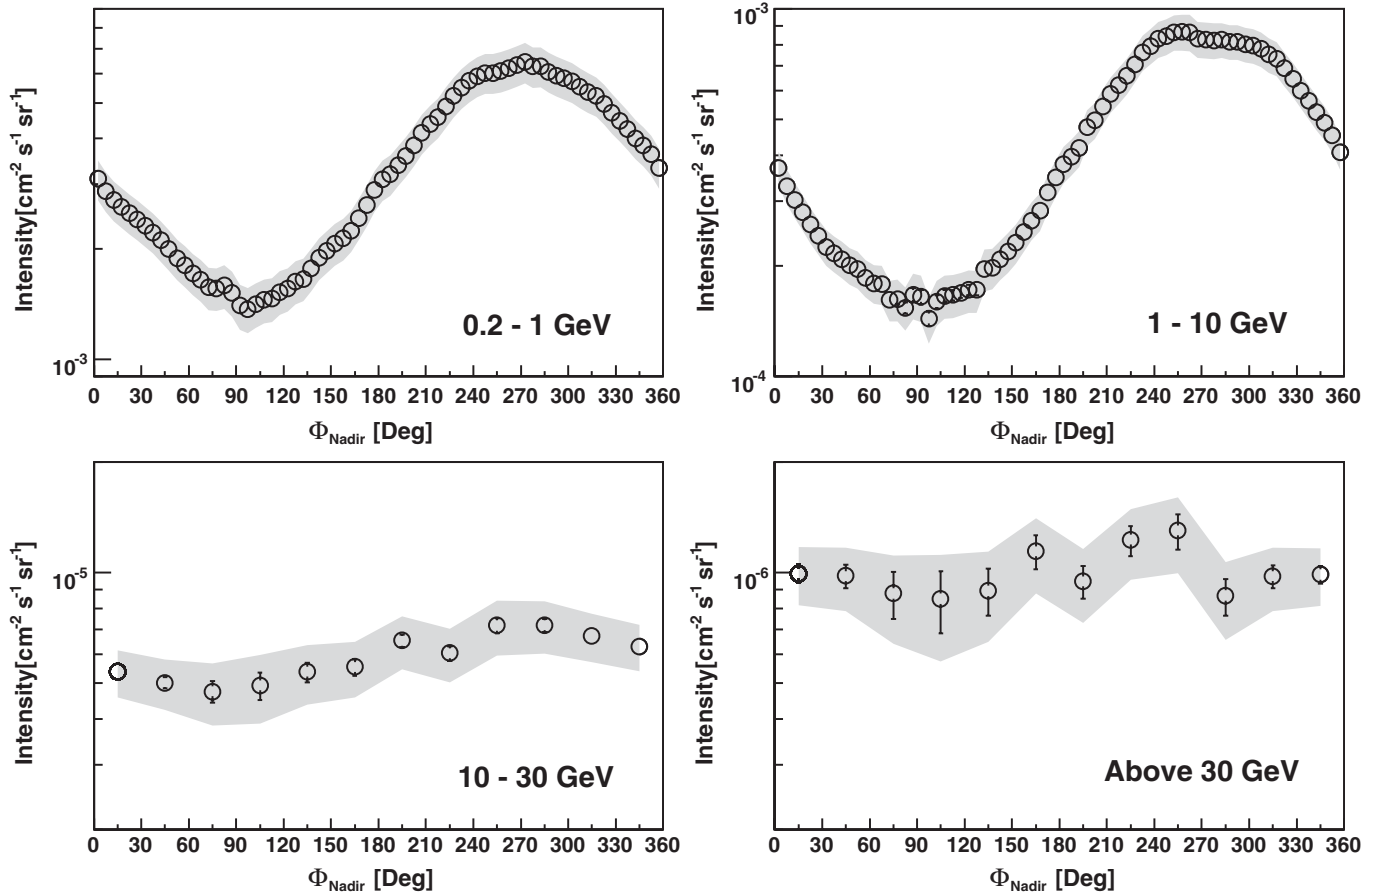 Intensity[cm⁻² s⁻¹ sr⁻¹]
10⁻³
0.2 - 1 GeV
0 30 60 90 120 150 180 210 240 270 300 330 360
Φ_Nadir [Deg]
Intensity[cm⁻² s⁻¹ sr⁻¹]
10⁻³
10⁻⁴
1 - 10 GeV
0 30 60 90 120 150 180 210 240 270 300 330 360
Φ_Nadir [Deg]
Intensity[cm⁻² s⁻¹ sr⁻¹]
10⁻⁵
10 - 30 GeV
0 30 60 90 120 150 180 210 240 270 300 330 360
Φ_Nadir [Deg]
Intensity[cm⁻² s⁻¹ sr⁻¹]
10⁻⁶
Above 30 GeV
0 30 60 90 120 150 180 210 240 270 300 330 360
Φ_Nadir [Deg]